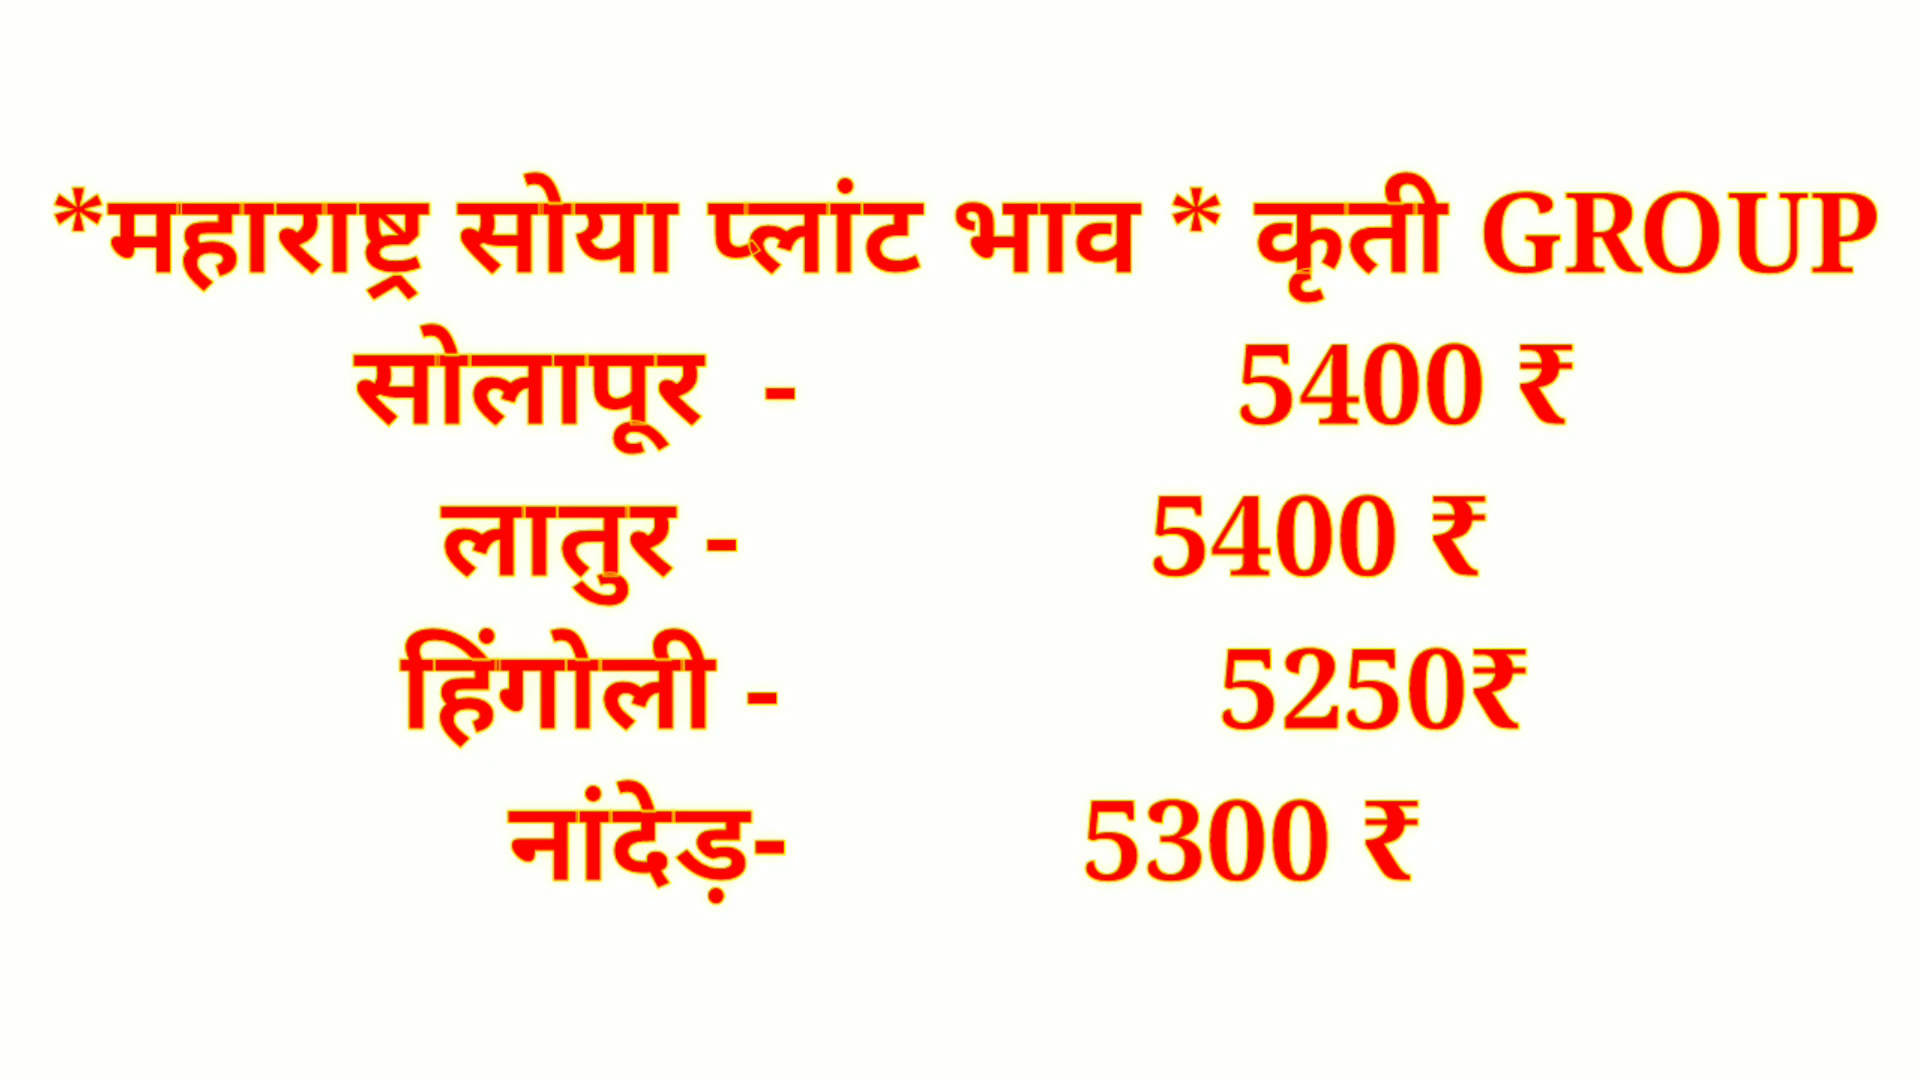 *महाराष्ट्र सोया प्लांट भाव * कृती GROUP
सोलापूर - 5400 ₹
लातुर - 5400 ₹
हिंगोली - 5250₹
नांदेड़- 5300 ₹